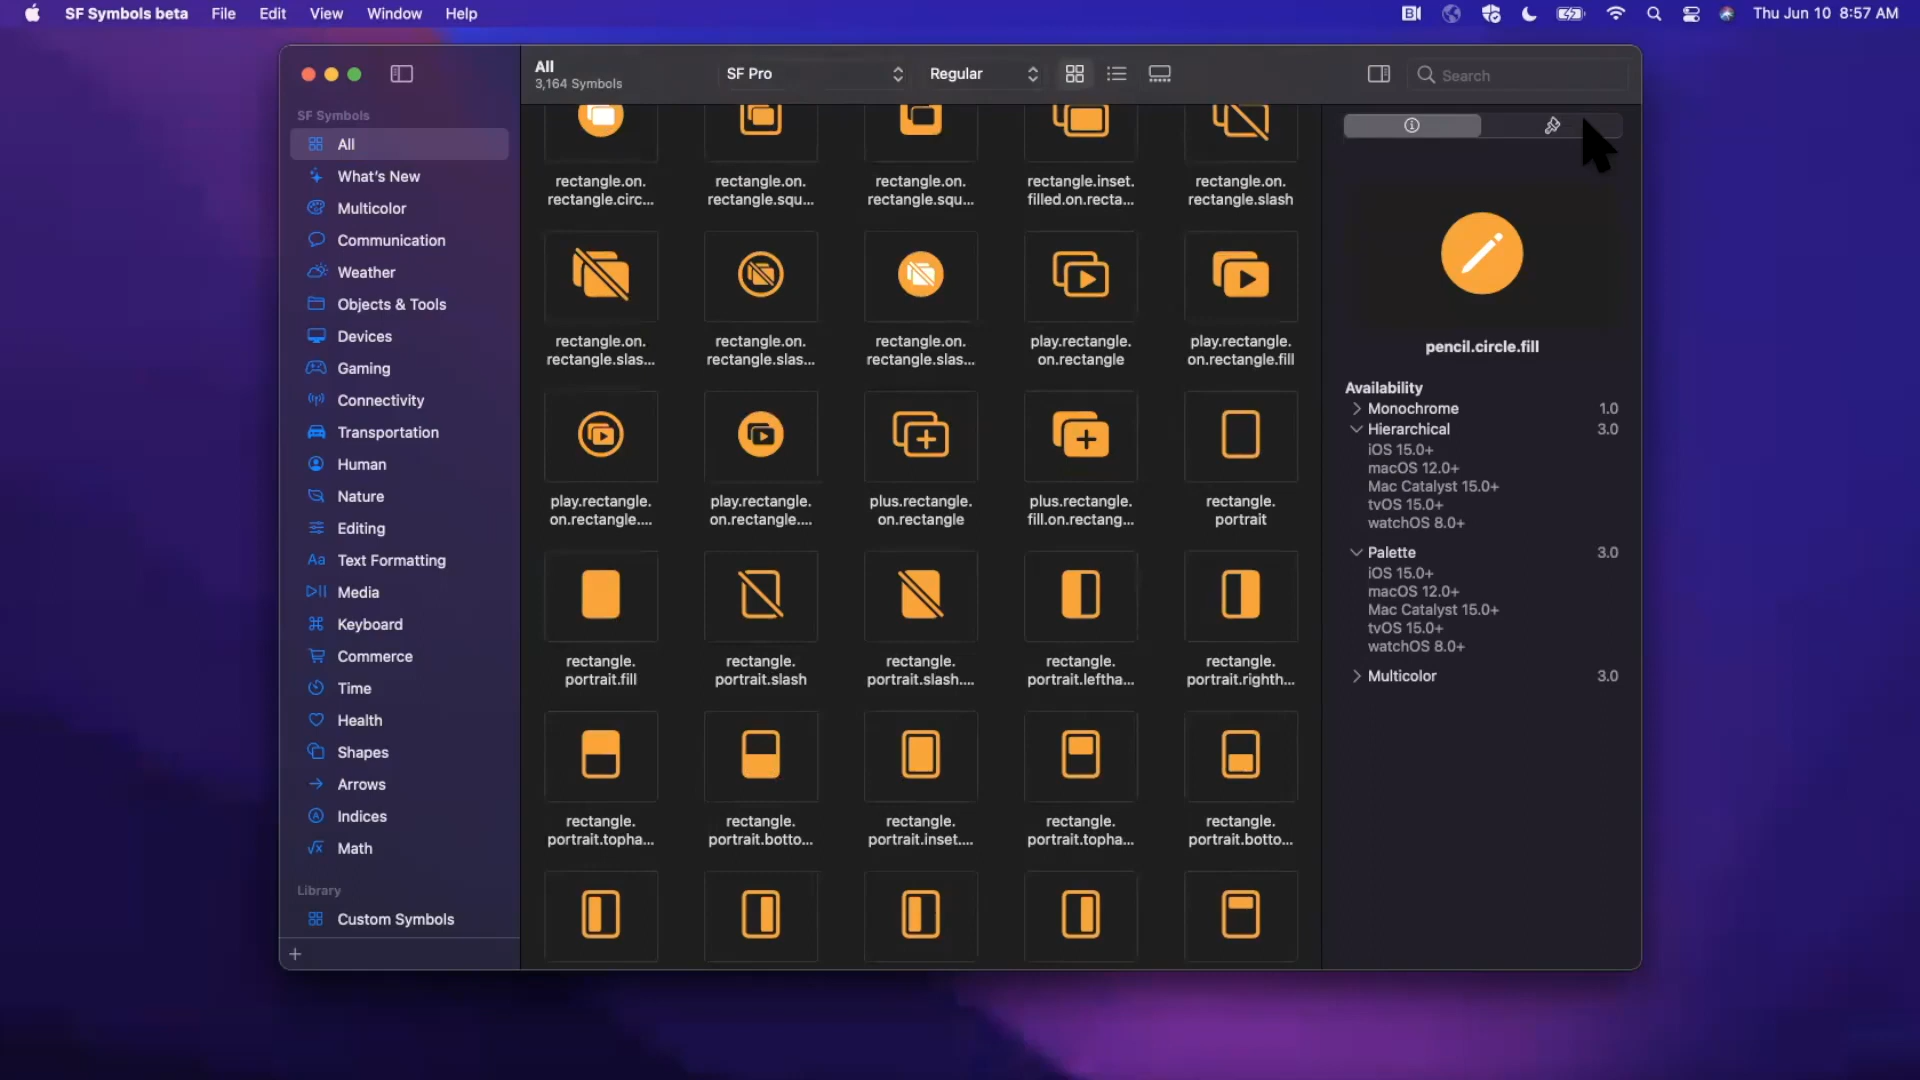 SF Symbols beta File Edit View Window Help
Thu Jun 10 8:57 AM
SF Symbols
All
What's New
Multicolor
Communication
Weather
Objects & Tools
Devices
Gaming
Connectivity
Transportation
Human
Nature
Editing
Text Formatting
Media
Keyboard
Commerce
Time
Health
Shapes
Arrows
Indices
Math
Library
Custom Symbols
All
3,164 Symbols
SF Pro
Regular
Search
rectangle.on.
rectangle.circ...
rectangle.on.
rectangle.squ...
rectangle.on.
rectangle.squ...
rectangle.inset.
filled.on.recta...
rectangle.on.
rectangle.slash
rectangle.on.
rectangle.slas...
rectangle.on.
rectangle.slas...
rectangle.on.
rectangle.slas...
play.rectangle.
on.rectangle
play.rectangle.
on.rectangle.fill
play.rectangle.
on.rectangle....
play.rectangle.
on.rectangle....
plus.rectangle.
on.rectangle
plus.rectangle.
fill.on.rectang...
rectangle.
portrait
rectangle.
portrait.fill
rectangle.
portrait.slash
rectangle.
portrait.slash....
rectangle.
portrait.leftha...
rectangle.
portrait.righth...
rectangle.
portrait.topha...
rectangle.
portrait.botto...
rectangle.
portrait.inset....
rectangle.
portrait.topha...
rectangle.
portrait.botto...
pencil.circle.fill
Availability
Monochrome 1.0
Hierarchical 3.0
iOS 15.0+
macOS 12.0+
Mac Catalyst 15.0+
tvOS 15.0+
watchOS 8.0+
Palette 3.0
iOS 15.0+
macOS 12.0+
Mac Catalyst 15.0+
tvOS 15.0+
watchOS 8.0+
Multicolor 3.0